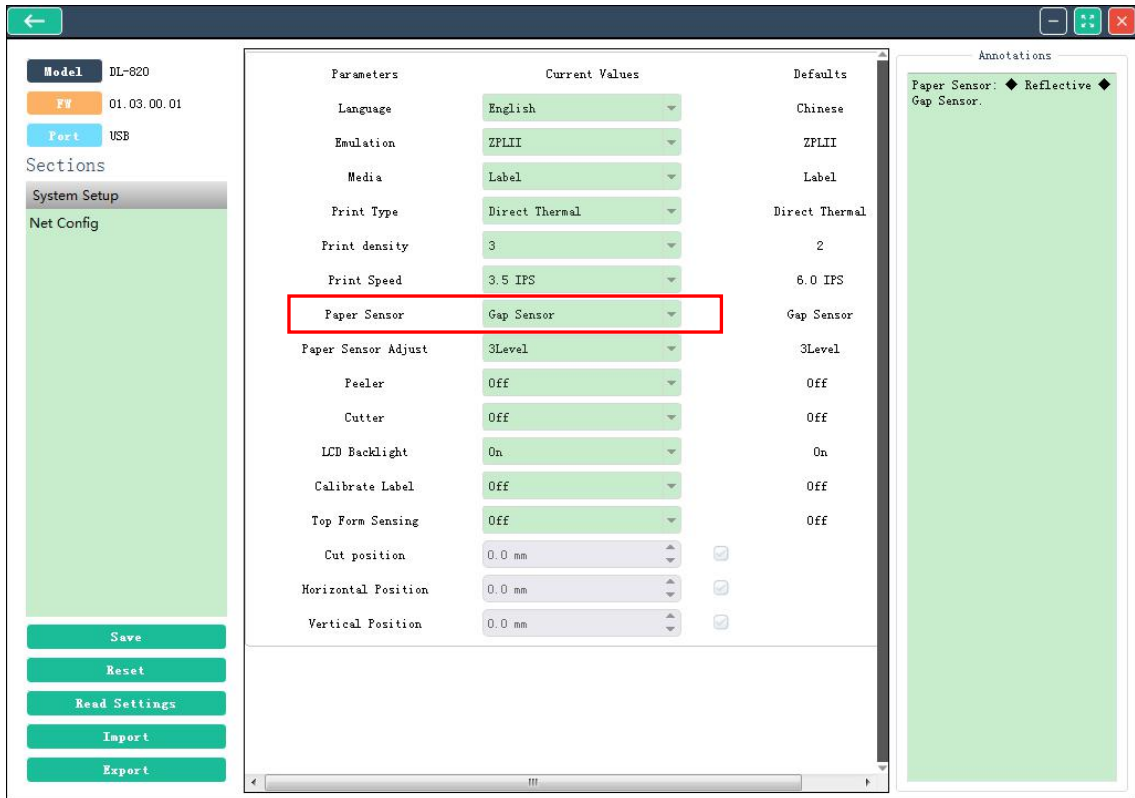 Model DL-820
FW 01.03.00.01
Port USB
Sections
System Setup
Net Config
Save
Reset
Read Settings
Import
Export
Parameters Current Values Defaults
Language English Chinese
Emulation ZPLII ZPLII
Media Label Label
Print Type Direct Thermal Direct Thermal
Print density 3 2
Print Speed 3.5 IPS 6.0 IPS
Paper Sensor Gap Sensor Gap Sensor
Paper Sensor Adjust 3Level 3Level
Peeler Off Off
Cutter Off Off
LCD Backlight On On
Calibrate Label Off Off
Top Form Sensing Off Off
Cut position 0.0 mm
Horizontal Position 0.0 mm
Vertical Position 0.0 mm
Annotations
Paper Sensor: ◆ Reflective ◆
Gap Sensor.